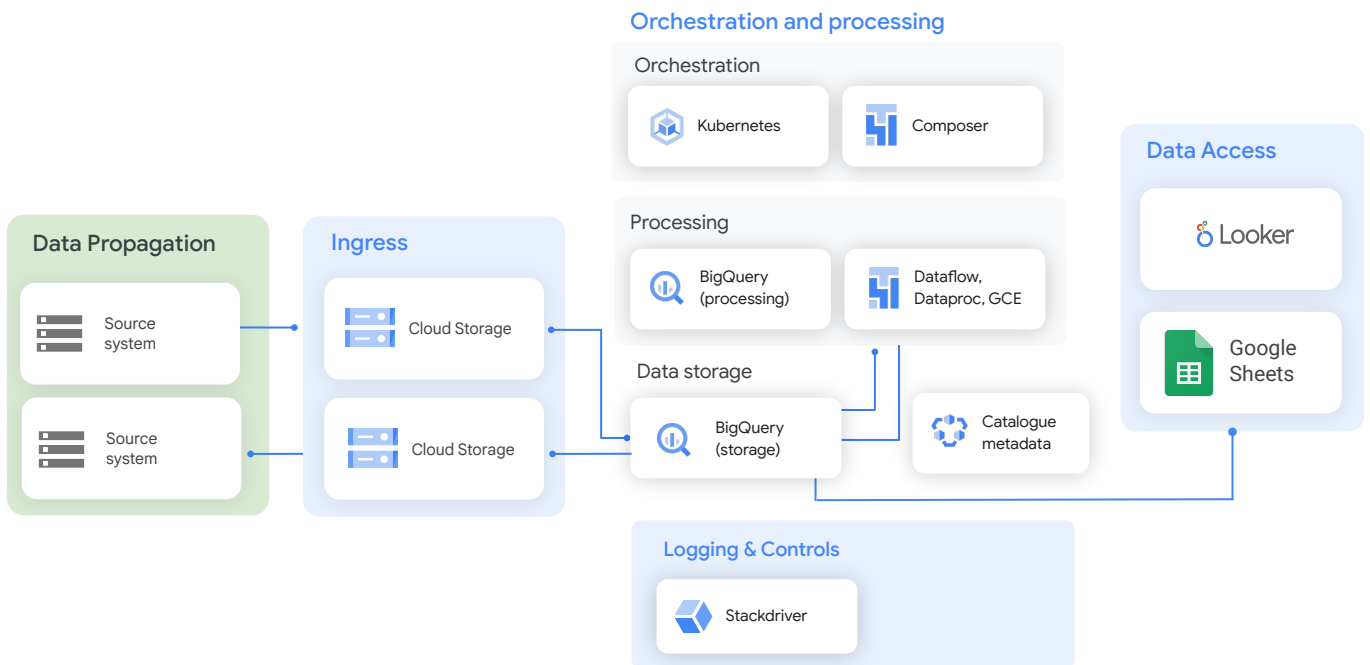 Orchestration and processing
Orchestration
Kubernetes
Composer
Data Access
Looker
Google
Sheets
Processing
BigQuery
(processing)
Dataflow,
Dataproc, GCE
Data Propagation
Source
system
Source
system
Ingress
Cloud Storage
Cloud Storage
Data storage
BigQuery
(storage)
Catalogue
metadata
Logging & Controls
Stackdriver